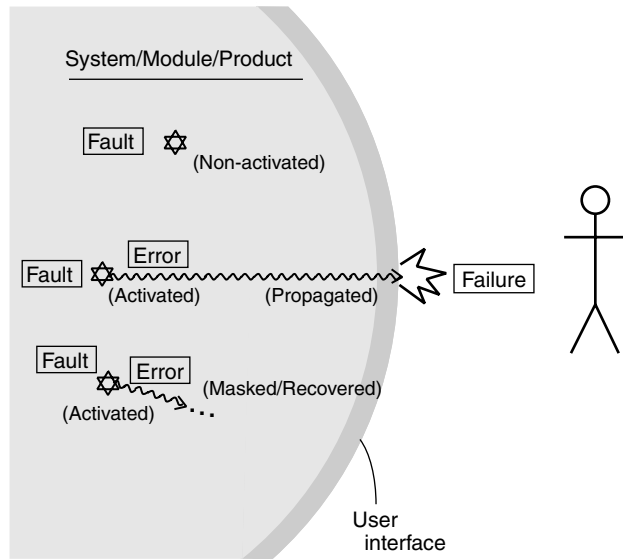 System/Module/Product
Fault
(Non-activated)
Error
Fault
(Activated)
(Propagated)
Failure
Fault
Error
(Masked/Recovered)
(Activated)
...
User
interface